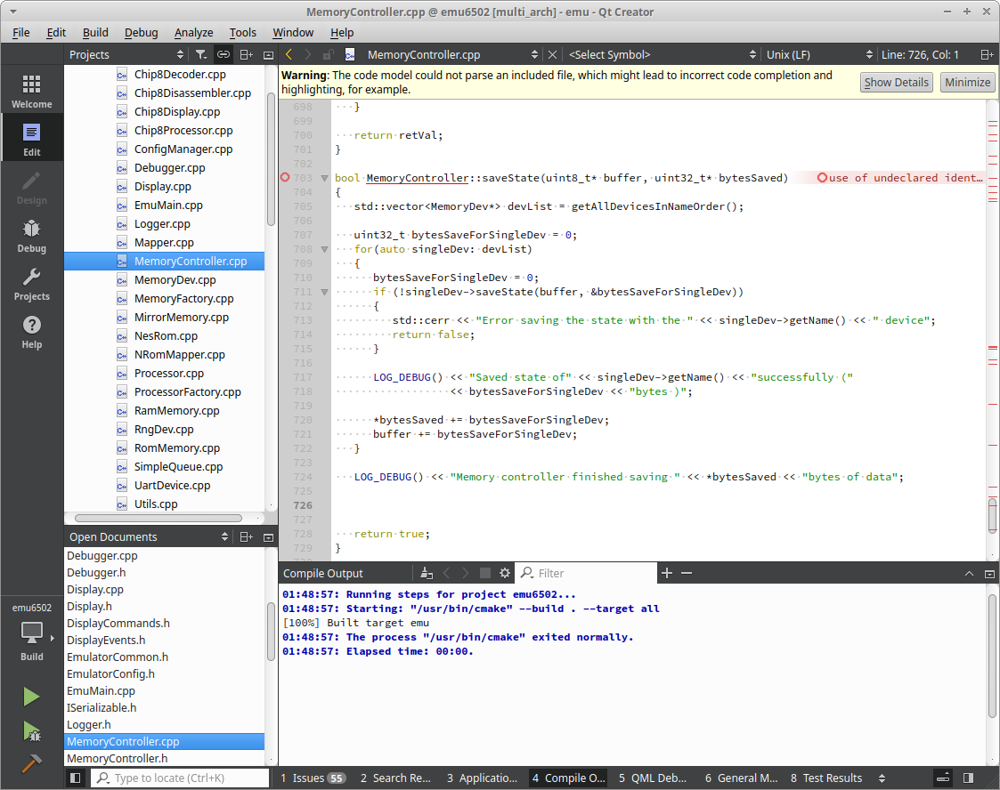 MemoryController.cpp @ emu6502 [multi_arch] - emu - Qt Creator
File Edit Build Debug Analyze Tools Window Help
Projects
MemoryController.cpp
<Select Symbol>
Unix (LF)
Line: 726, Col: 1
Welcome
Edit
Design
Debug
Projects
Help
Chip8Decoder.cpp
Chip8Disassembler.cpp
Chip8Display.cpp
Chip8Processor.cpp
ConfigManager.cpp
Debugger.cpp
Display.cpp
EmuMain.cpp
Logger.cpp
Mapper.cpp
MemoryController.cpp
MemoryDev.cpp
MemoryFactory.cpp
MirrorMemory.cpp
NesRom.cpp
NRomMapper.cpp
Processor.cpp
ProcessorFactory.cpp
RamMemory.cpp
RngDev.cpp
RomMemory.cpp
SimpleQueue.cpp
UartDevice.cpp
Utils.cpp
Warning: The code model could not parse an included file, which might lead to incorrect code completion and
highlighting, for example.
Show Details
Minimize
698 }
699
700 return retVal;
701 }
702
703 bool MemoryController::saveState(uint8_t* buffer, uint32_t* bytesSaved) use of undeclared ident…
704 {
705 std::vector<MemoryDev*> devList = getAllDevicesInNameOrder();
706
707 uint32_t bytesSaveForSingleDev = 0;
708 for(auto singleDev: devList)
709 {
710 bytesSaveForSingleDev = 0;
711 if (!singleDev->saveState(buffer, &bytesSaveForSingleDev))
712 {
713 std::cerr << "Error saving the state with the " << singleDev->getName() << " device";
714 return false;
715 }
716
717 LOG_DEBUG() << "Saved state of" << singleDev->getName() << "successfully ("
718 << bytesSaveForSingleDev << "bytes )";
719
720 *bytesSaved += bytesSaveForSingleDev;
721 buffer += bytesSaveForSingleDev;
722 }
723
724 LOG_DEBUG() << "Memory controller finished saving " << *bytesSaved << "bytes of data";
725
726
727
728 return true;
729 }
Open Documents
Debugger.cpp
Debugger.h
Display.cpp
Display.h
DisplayCommands.h
DisplayEvents.h
EmulatorCommon.h
EmulatorConfig.h
EmuMain.cpp
ISerializable.h
Logger.h
MemoryController.cpp
MemoryController.h
emu6502
Build
Compile Output
Filter
01:48:57: Running steps for project emu6502...
01:48:57: Starting: "/usr/bin/cmake" --build . --target all
[100%] Built target emu
01:48:57: The process "/usr/bin/cmake" exited normally.
01:48:57: Elapsed time: 00:00.
Type to locate (Ctrl+K)
1 Issues 55
2 Search Re...
3 Applicatio...
4 Compile O...
5 QML Deb...
6 General M...
8 Test Results